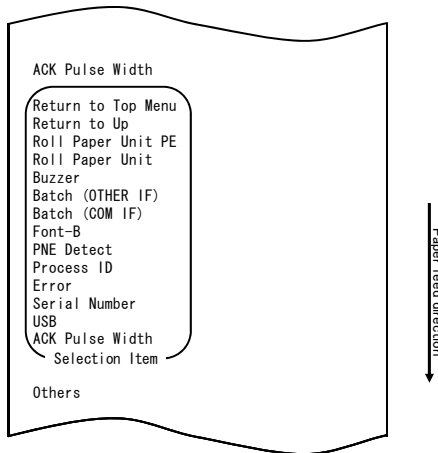 ACK Pulse Width
Return to Top Menu
Return to Up
Roll Paper Unit PE
Roll Paper Unit
Buzzer
Batch (OTHER IF)
Batch (COM IF)
Font-B
PNE Detect
Process ID
Error
Serial Number
USB
ACK Pulse Width
Selection Item
Others
Paper feed direction